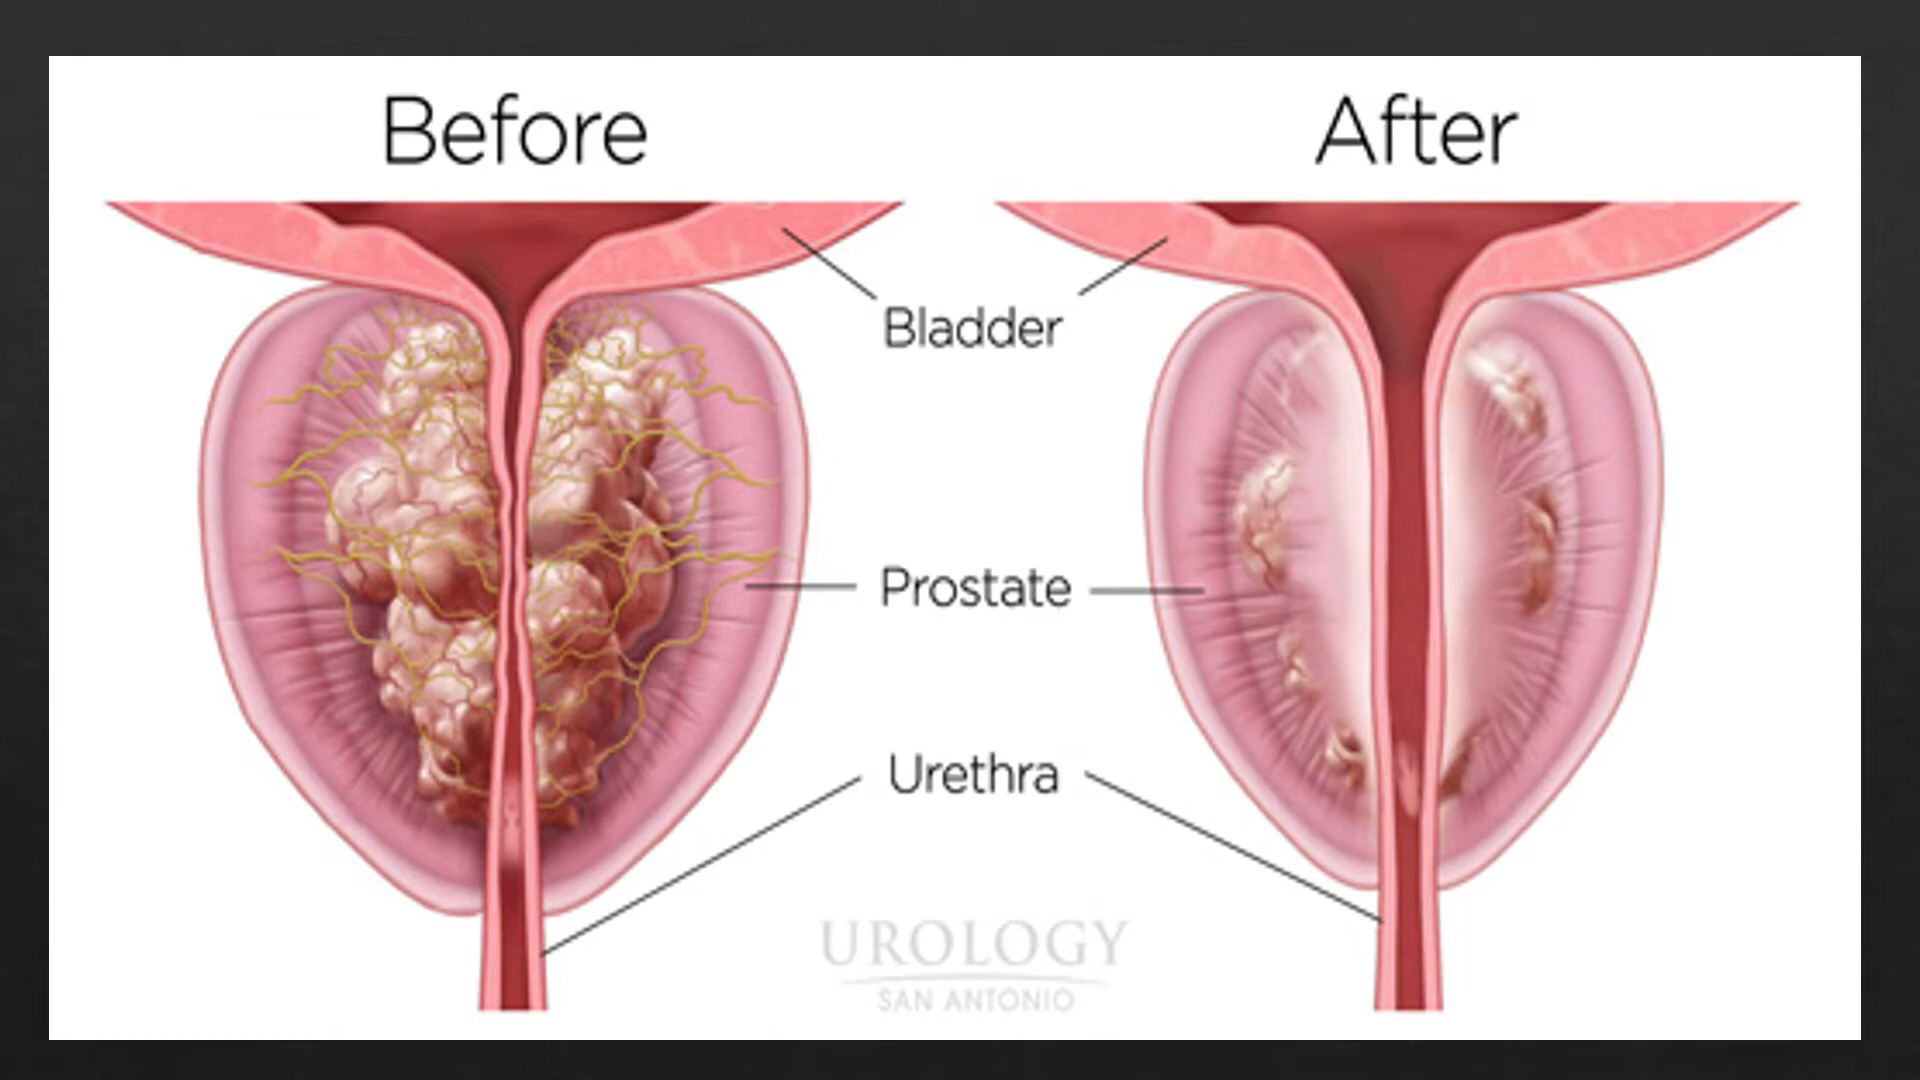 Before
After
Bladder
Prostate
Urethra
UROLOGY
SAN ANTONIO